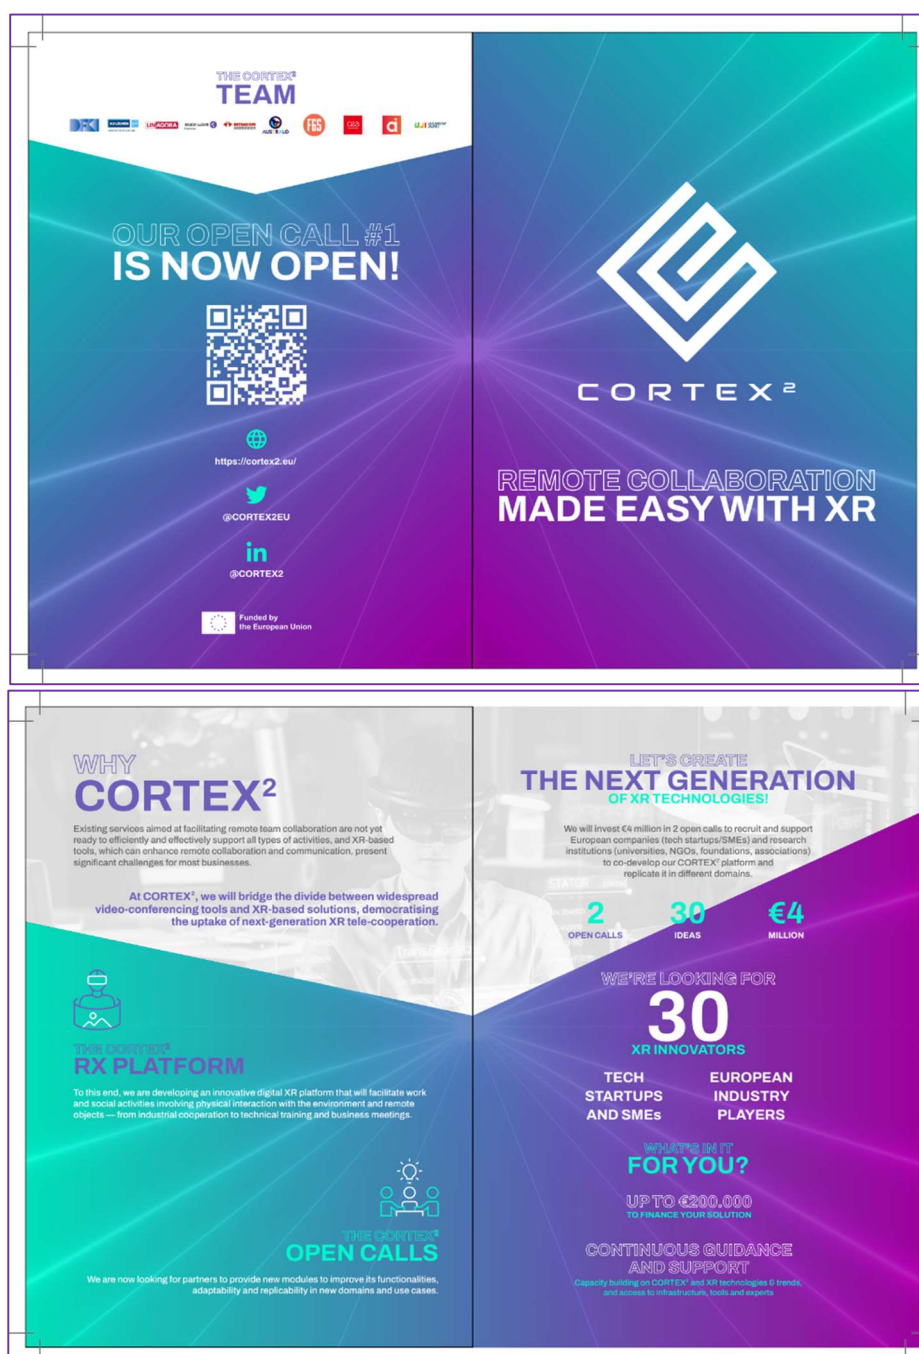 THE CORTEX²
TEAM
DFKI
LINAGORA
AUSTRALO
F6S
OUR OPEN CALL #1
IS NOW OPEN!
https://cortex2.eu/
@CORTEX2EU
in
@CORTEX2
Funded by
the European Union
CORTEX²
REMOTE COLLABORATION
MADE EASY WITH XR
WHY
CORTEX²
Existing services aimed at facilitating remote team collaboration are not yet
ready to efficiently and effectively support all types of activities, and XR-based
tools, which can enhance remote collaboration and communication, present
significant challenges for most businesses.
At CORTEX², we will bridge the divide between widespread
video-conferencing tools and XR-based solutions, democratising
the uptake of next-generation XR tele-cooperation.
THE CORTEX²
RX PLATFORM
To this end, we are developing an innovative digital XR platform that will facilitate work
and social activities involving physical interaction with the environment and remote
objects — from industrial cooperation to technical training and business meetings.
THE CORTEX²
OPEN CALLS
We are now looking for partners to provide new modules to improve its functionalities,
adaptability and replicability in new domains and use cases.
LET'S CREATE
THE NEXT GENERATION
OF XR TECHNOLOGIES!
We will invest €4 million in 2 open calls to recruit and support
European companies (tech startups/SMEs) and research
institutions (universities, NGOs, foundations, associations)
to co-develop our CORTEX² platform and
replicate it in different domains.
STATOR
2 30 €4
OPEN CALLS IDEAS MILLION
WE'RE LOOKING FOR
30
XR INNOVATORS
TECH
STARTUPS
AND SMEs
EUROPEAN
INDUSTRY
PLAYERS
WHAT'S IN IT
FOR YOU?
UP TO €200.000
TO FINANCE YOUR SOLUTION
CONTINUOUS GUIDANCE
AND SUPPORT
Capacity building on CORTEX² and XR technologies & trends,
and access to infrastructure, tools and experts